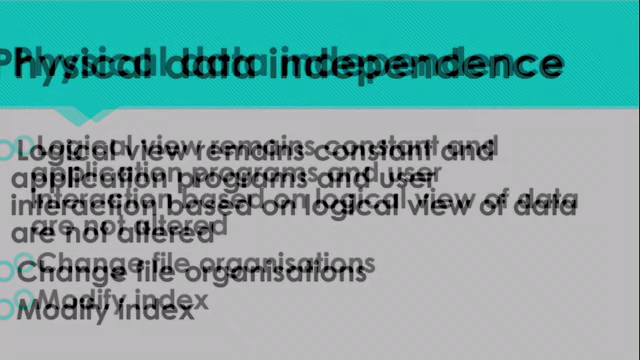 Physical data independence
Logical view remains constant and
application programs and user
interaction based on logical view of data
are not altered
Change file organisations
Modify index